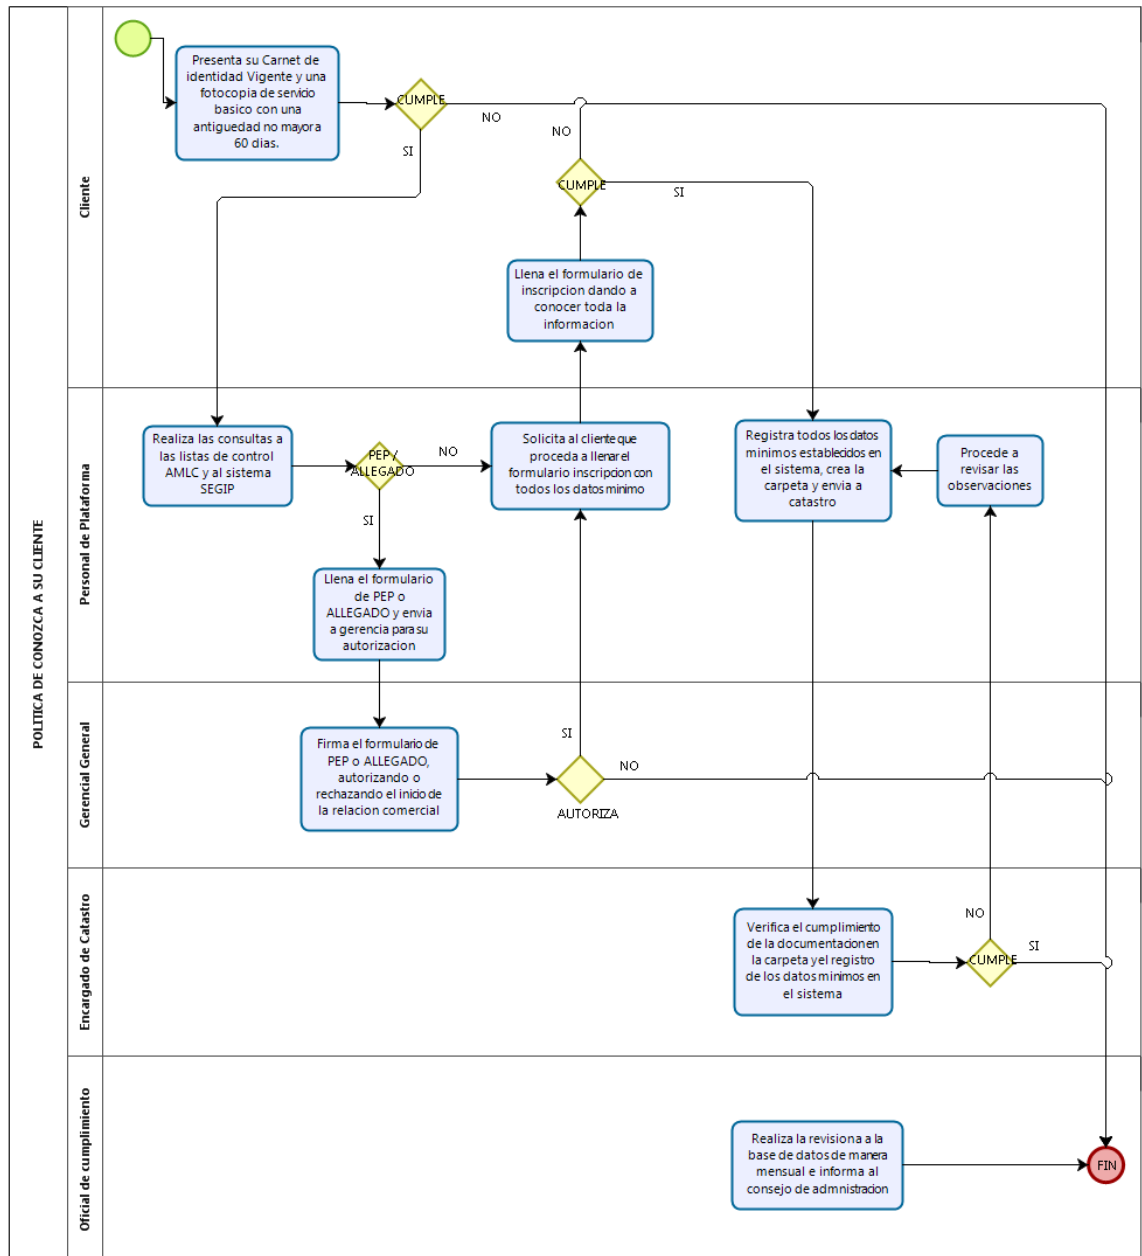 POLITICA DE CONOZCA A SU CLIENTE
Cliente
Presenta su Carnet de
identidad Vigente y una
fotocopia de servicio
basico con una
antiguedad no mayor a
60 dias.
CUMPLE
NO
SI
NO
CUMPLE
SI
Llena el formulario de
inscripcion dando a
conocer toda la
informacion
Personal de Plataforma
Realiza las consultas a
las listas de control
AMLC y al sistema
SEGIP
PEP /
ALLEGADO
NO
SI
Solicita al cliente que
proceda a llenar el
formulario inscripcion con
todos los datos minimo
Registra todos los datos
minimos establecidos en
el sistema, crea la
carpeta y envia a
catastro
Procede a
revisar las
observaciones
Llena el formulario
de PEP o
ALLEGADO y envia
a gerencia para su
autorizacion
Gerencial General
Firma el formulario de
PEP o ALLEGADO,
autorizando o
rechazando el inicio de
la relacion comercial
SI
NO
AUTORIZA
Encargado de Catastro
Verifica el cumplimiento
de la documentacion en
la carpeta y el registro
de los datos minimos en
el sistema
NO
CUMPLE
SI
Oficial de cumplimiento
Realiza la revisiona a la
base de datos de manera
mensual e informa al
consejo de admnistracion
FIN